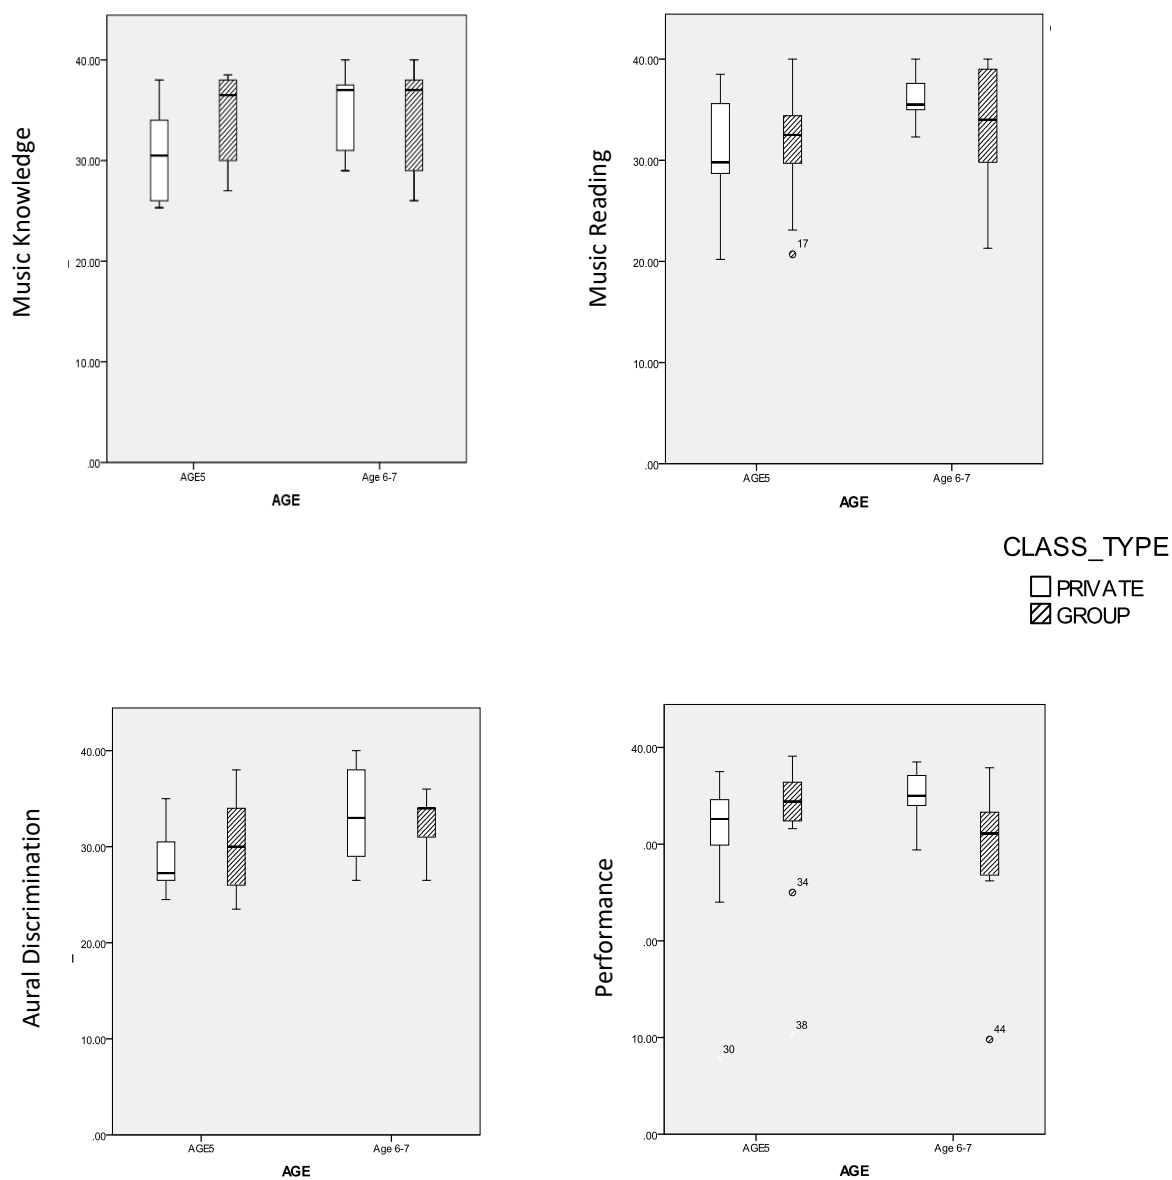 Music Knowledge
40.00
30.00
20.00
10.00
.00
AGE5
Age 6-7
AGE
Music Reading
40.00
30.00
20.00
10.00
.00
17
AGE5
Age 6-7
AGE
CLASS_TYPE
PRIVATE
GROUP
Aural Discrimination
40.00
30.00
20.00
10.00
.00
AGE5
Age 6-7
AGE
Performance
40.00
.00
.00
10.00
.00
34
38
30
44
AGE5
Age 6-7
AGE